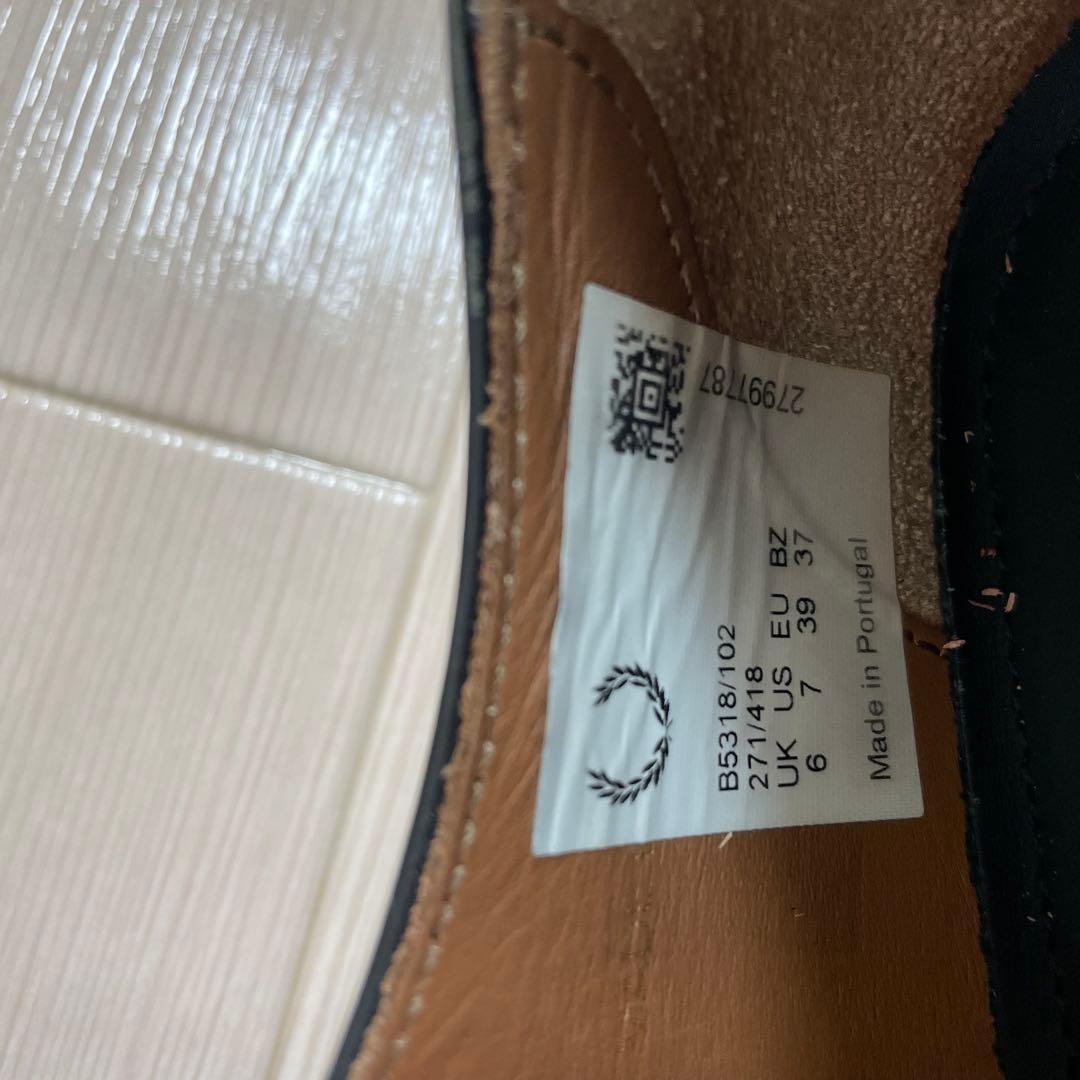 27997787
B5318/102
271/418
UK US EU BZ
6 7 39 37
Made in Portugal